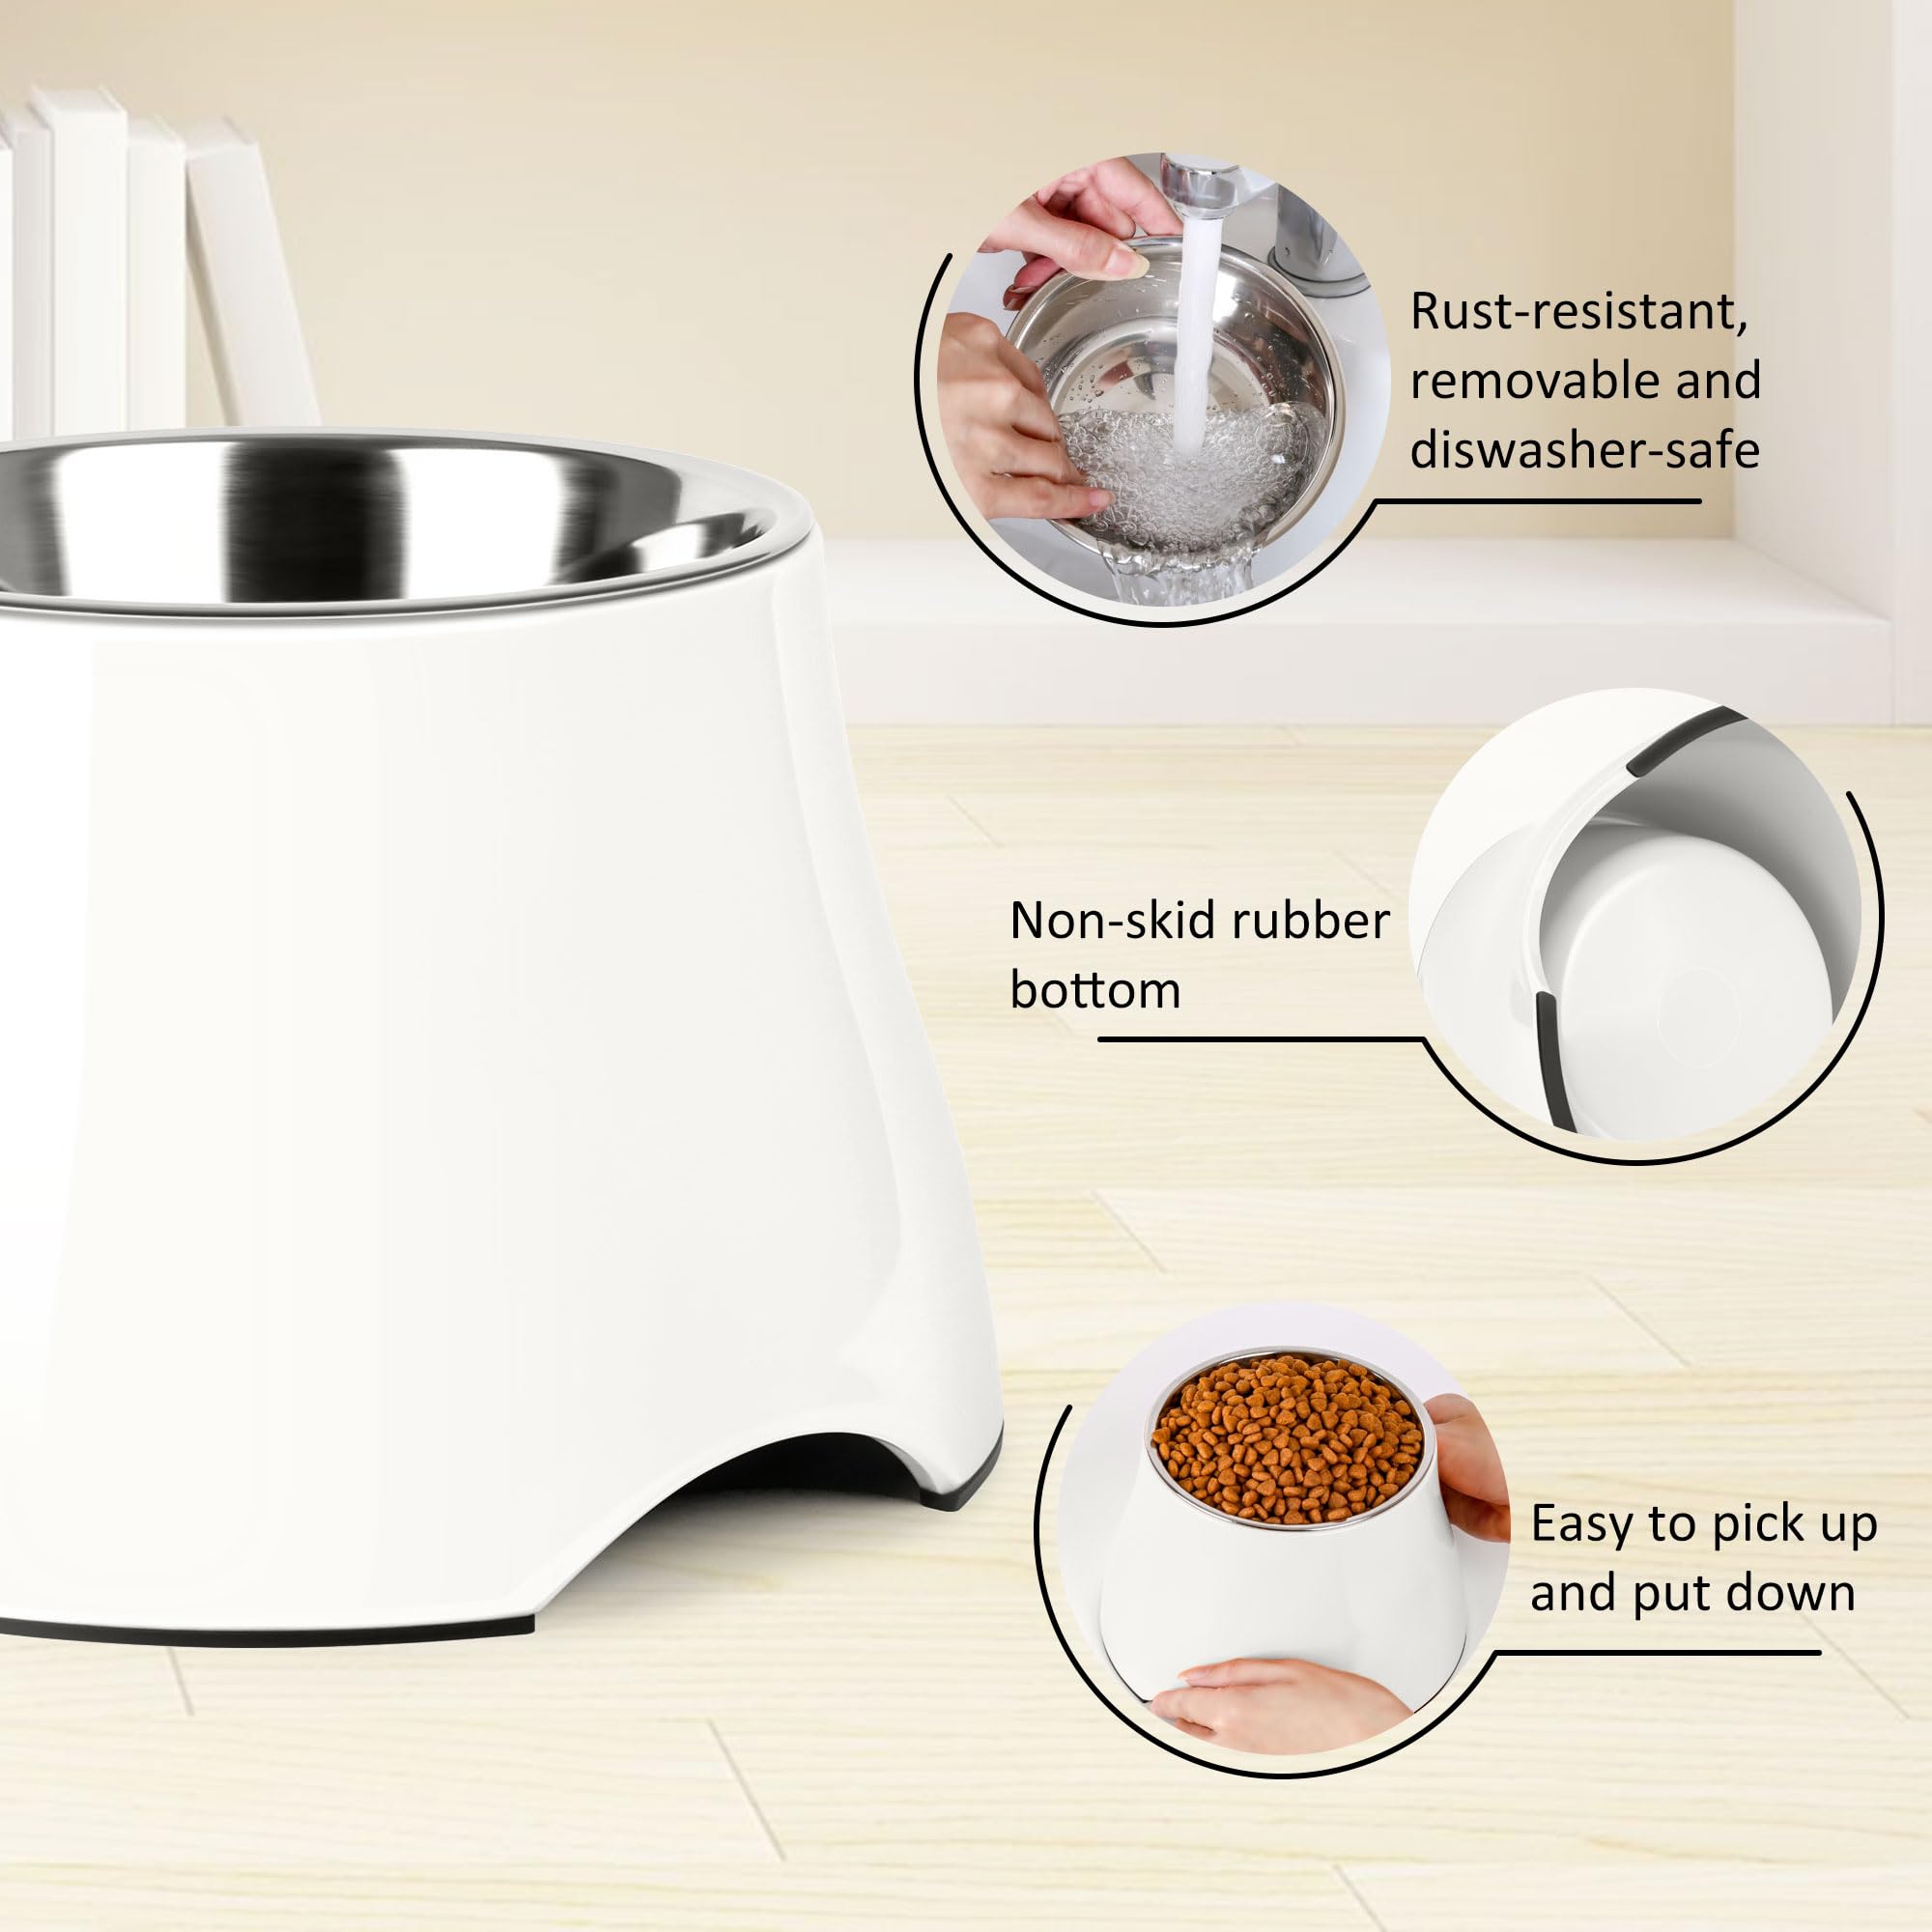 Rust-resistant,
removable and
diswasher-safe
Non-skid rubber
bottom
Easy to pick up
and put down